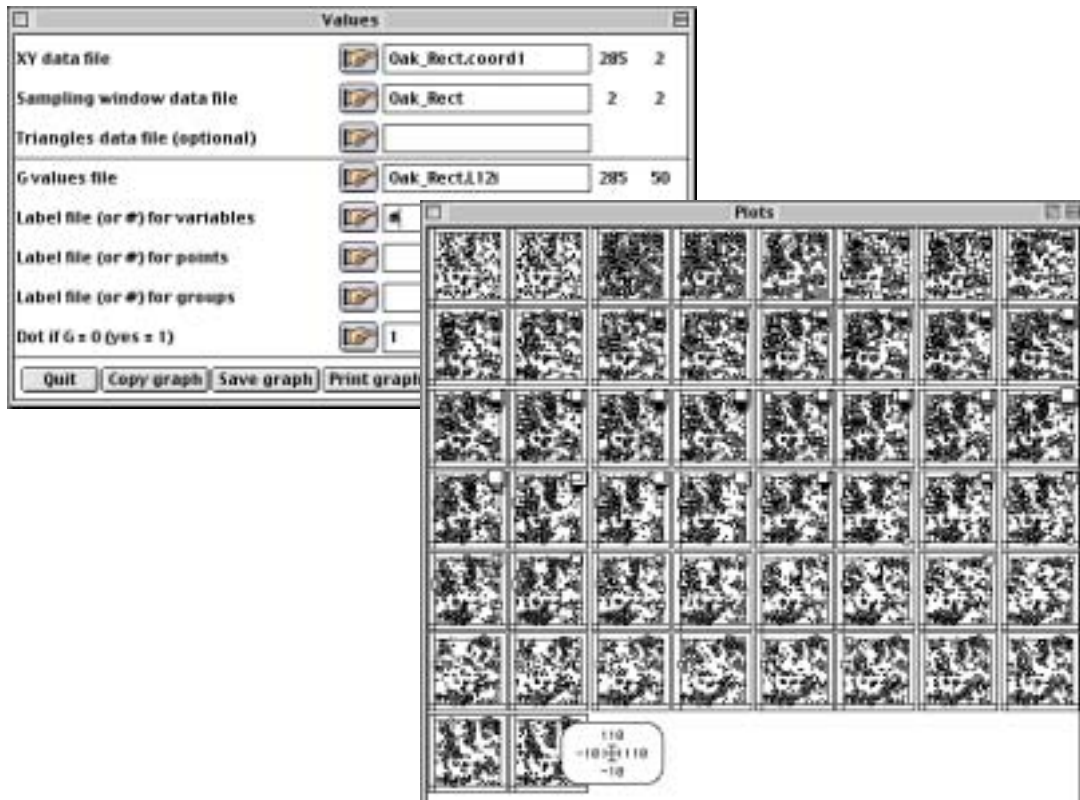 Values
XY data file Oak_Rect.coord1 285 2
Sampling window data file Oak_Rect 2 2
Triangles data file (optional)
G values file Oak_Rect.L12i 285 50
Label file (or #) for variables #
Label file (or #) for points
Label file (or #) for groups
Dot if G = 0 (yes = 1) 1
Quit Copy graph Save graph Print graph
Plots
110
-10 110
-10